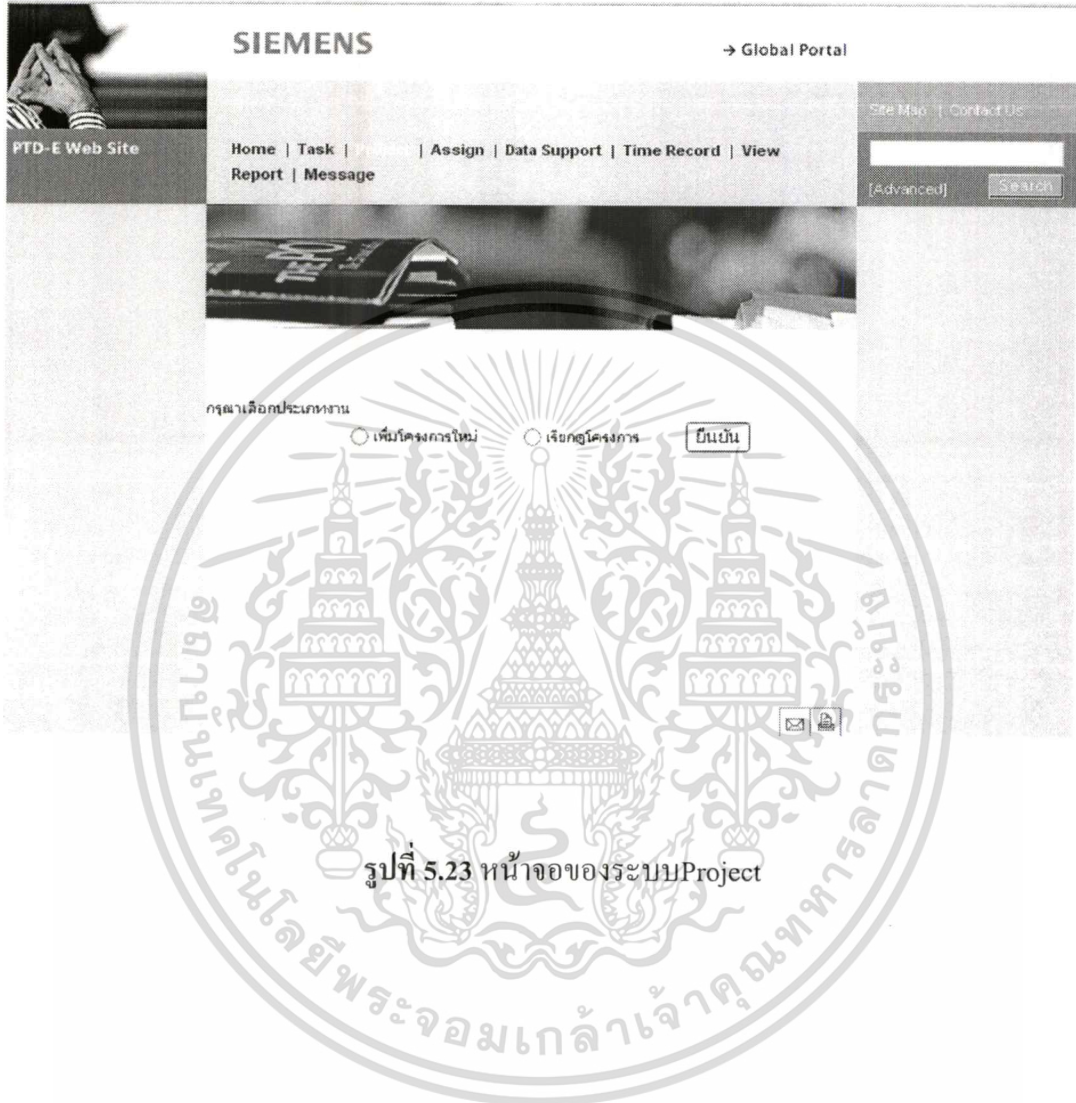 SIEMENS
→ Global Portal
Site Map | Contact Us
PTD-E Web Site
Home | Task | Project | Assign | Data Support | Time Record | View
Report | Message
[Advanced] Search
THE PO
กรุณาเลือกประเภทงาน
เพิ่มโครงการใหม่ เรียกดูโครงการ ยืนยัน
รูปที่ 5.23 หน้าจอของระบบProject
สถาบันเทคโนโลยีพระจอมเกล้าเจ้าคุณทหารลาดกระบัง